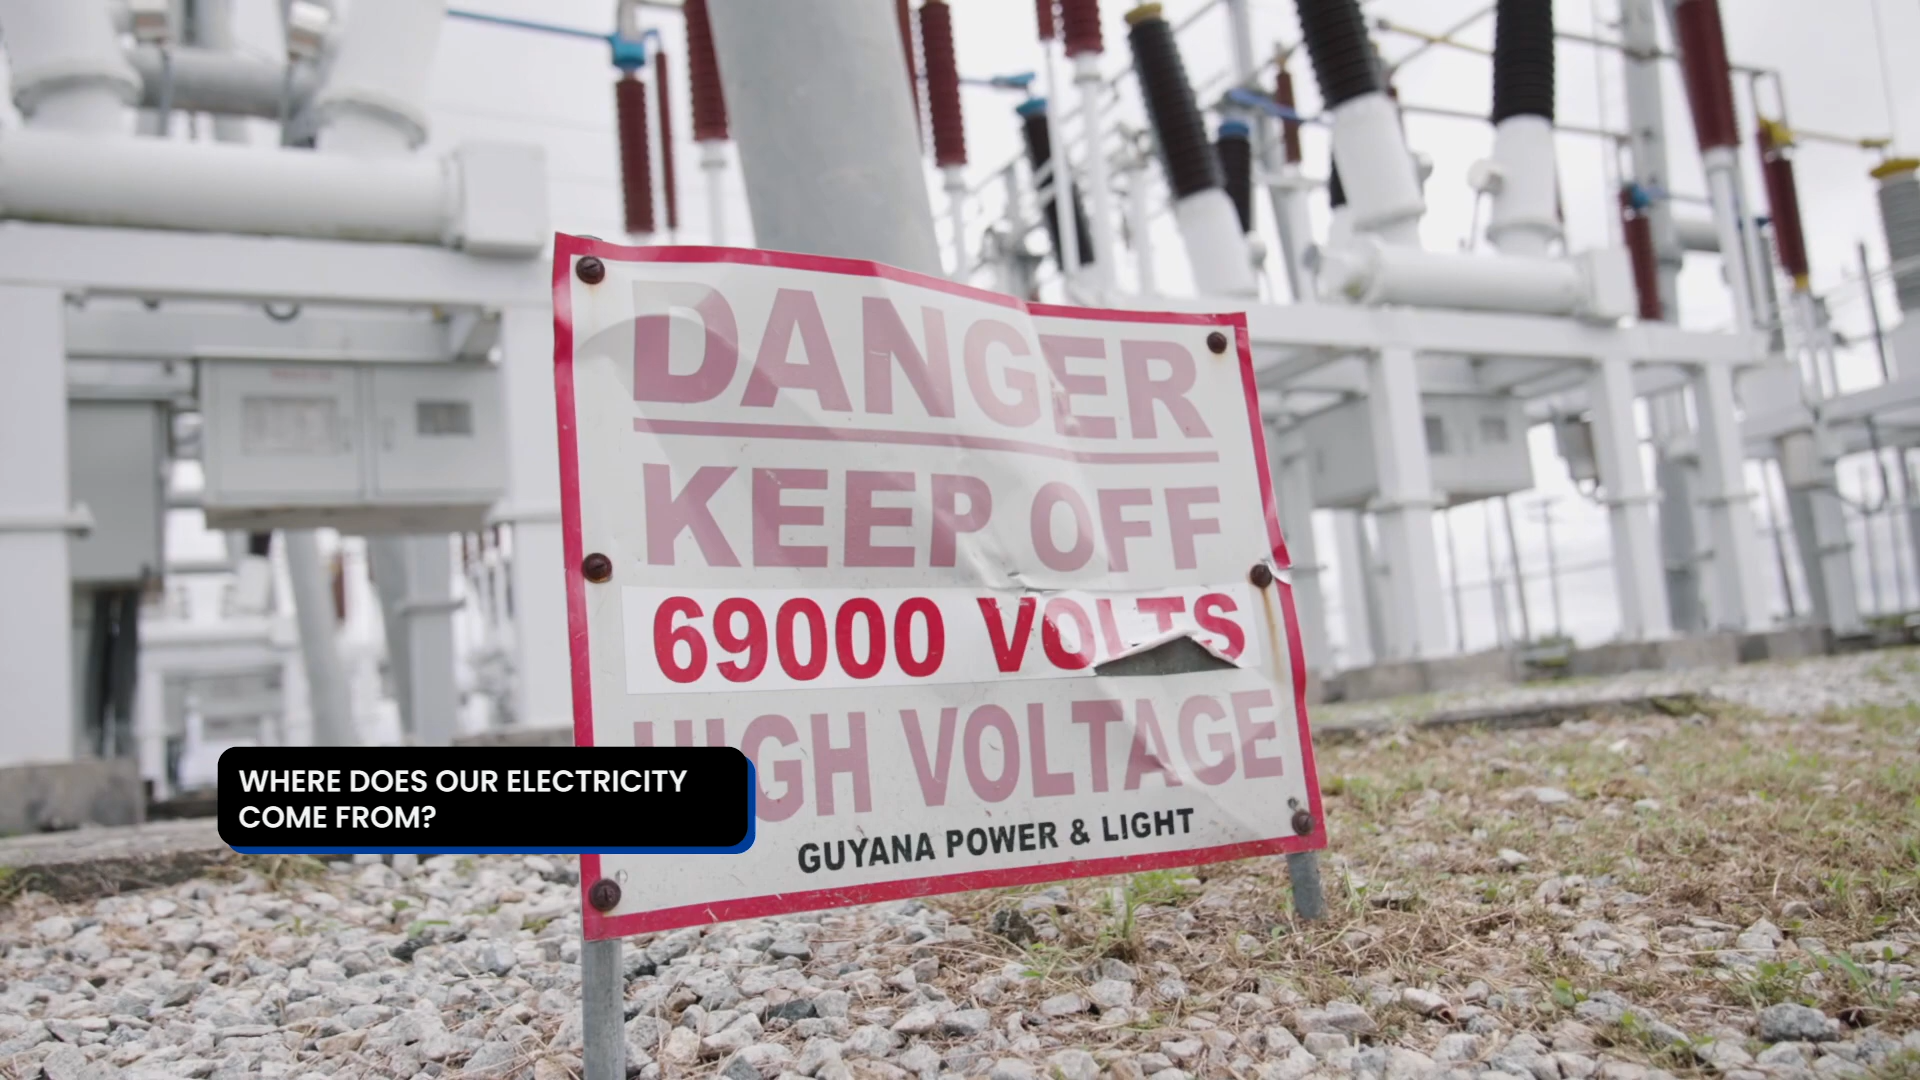 DANGER
KEEP OFF
69000 VOLTS
HIGH VOLTAGE
GUYANA POWER & LIGHT
WHERE DOES OUR ELECTRICITY
COME FROM?